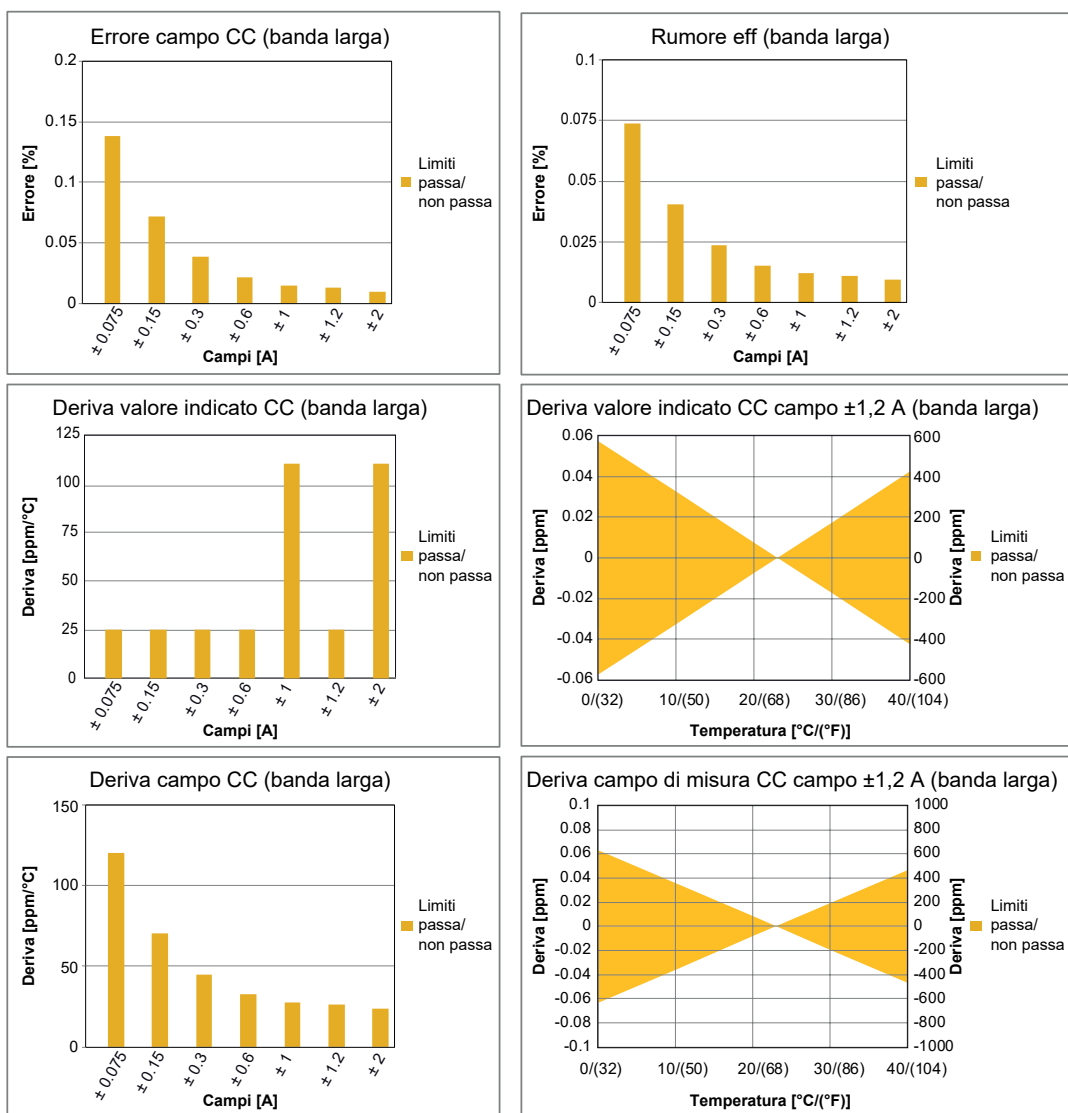 Errore campo CC (banda larga)
0.2
0.15
0.1
0.05
0
Errore [%]
± 0.075
± 0.15
± 0.3
± 0.6
± 1
± 1.2
± 2
Campi [A]
Limiti
passa/
non passa
Rumore eff (banda larga)
0.1
0.075
0.05
0.025
0
Errore [%]
± 0.075
± 0.15
± 0.3
± 0.6
± 1
± 1.2
± 2
Campi [A]
Limiti
passa/
non passa
Deriva valore indicato CC (banda larga)
125
100
75
50
25
0
Deriva [ppm/°C]
± 0.075
± 0.15
± 0.3
± 0.6
± 1
± 1.2
± 2
Campi [A]
Limiti
passa/
non passa
Deriva valore indicato CC campo ±1,2 A (banda larga)
0.06
0.04
0.02
0
-0.02
-0.04
-0.06
Deriva [ppm]
600
400
200
0
-200
-400
-600
Deriva [ppm]
0/(32)
10/(50)
20/(68)
30/(86)
40/(104)
Temperatura [°C/(°F)]
Limiti
passa/
non passa
Deriva campo CC (banda larga)
150
100
50
0
Deriva [ppm/°C]
± 0.075
± 0.15
± 0.3
± 0.6
± 1
± 1.2
± 2
Campi [A]
Limiti
passa/
non passa
Deriva campo di misura CC campo ±1,2 A (banda larga)
0.1
0.08
0.06
0.04
0.02
0
-0.02
-0.04
-0.06
-0.08
-0.1
Deriva [ppm]
1000
800
600
400
200
0
-200
-400
-600
-800
-1000
Deriva [ppm]
0/(32)
10/(50)
20/(68)
30/(86)
40/(104)
Temperatura [°C/(°F)]
Limiti
passa/
non passa